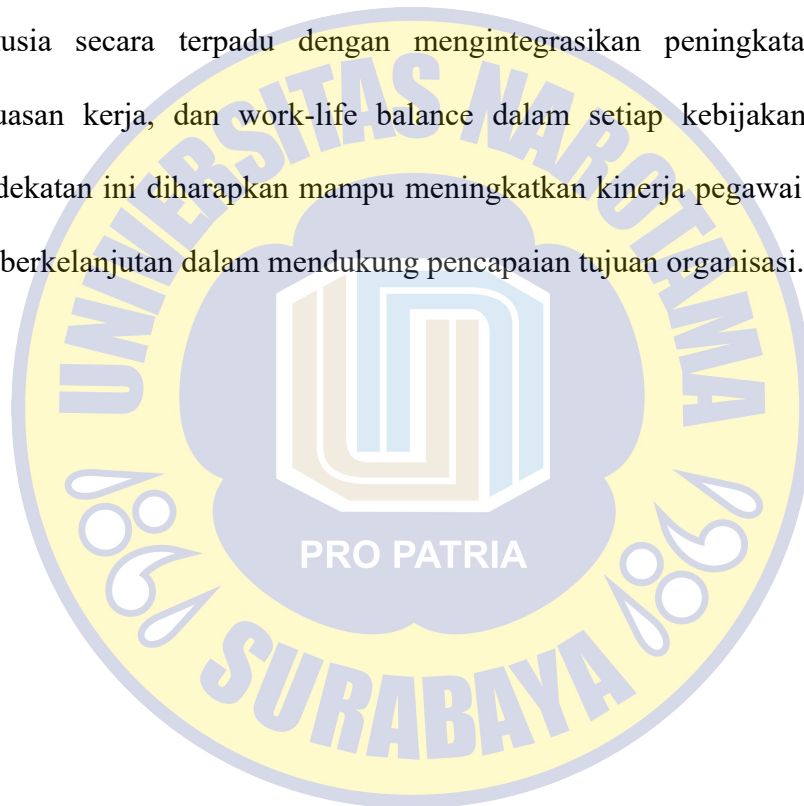 usia secara terpadu dengan mengintegrasikan peningkata
uasan kerja, dan work-life balance dalam setiap kebijakan
dekatan ini diharapkan mampu meningkatkan kinerja pegawai
berkelanjutan dalam mendukung pencapaian tujuan organisasi.
UNIVERSITAS NAROTAMA
PRO PATRIA
SURABAYA